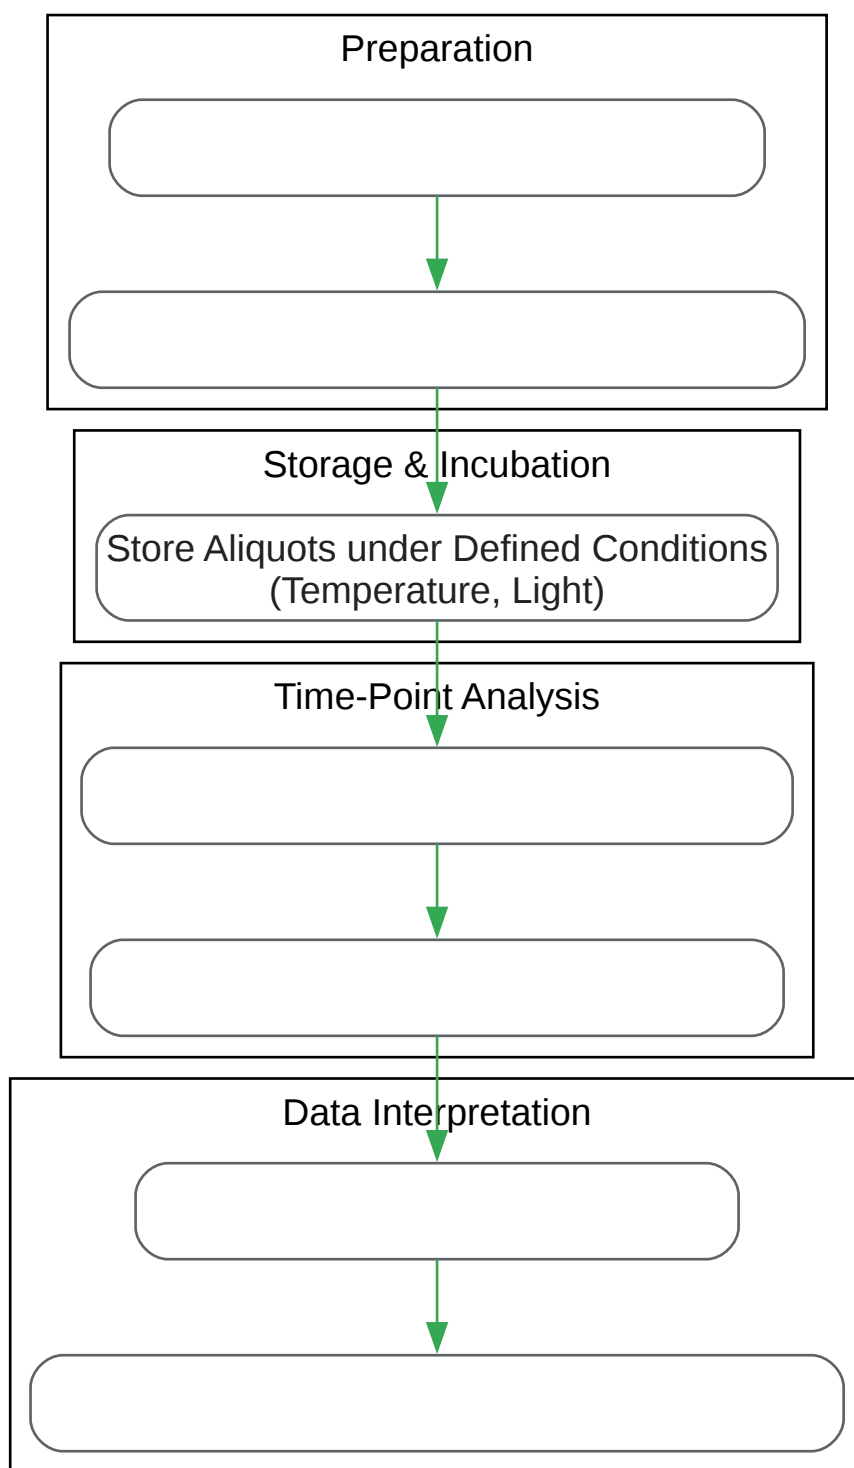 Preparation
Storage & Incubation
Store Aliquots under Defined Conditions
(Temperature, Light)
Time-Point Analysis
Data Interpretation